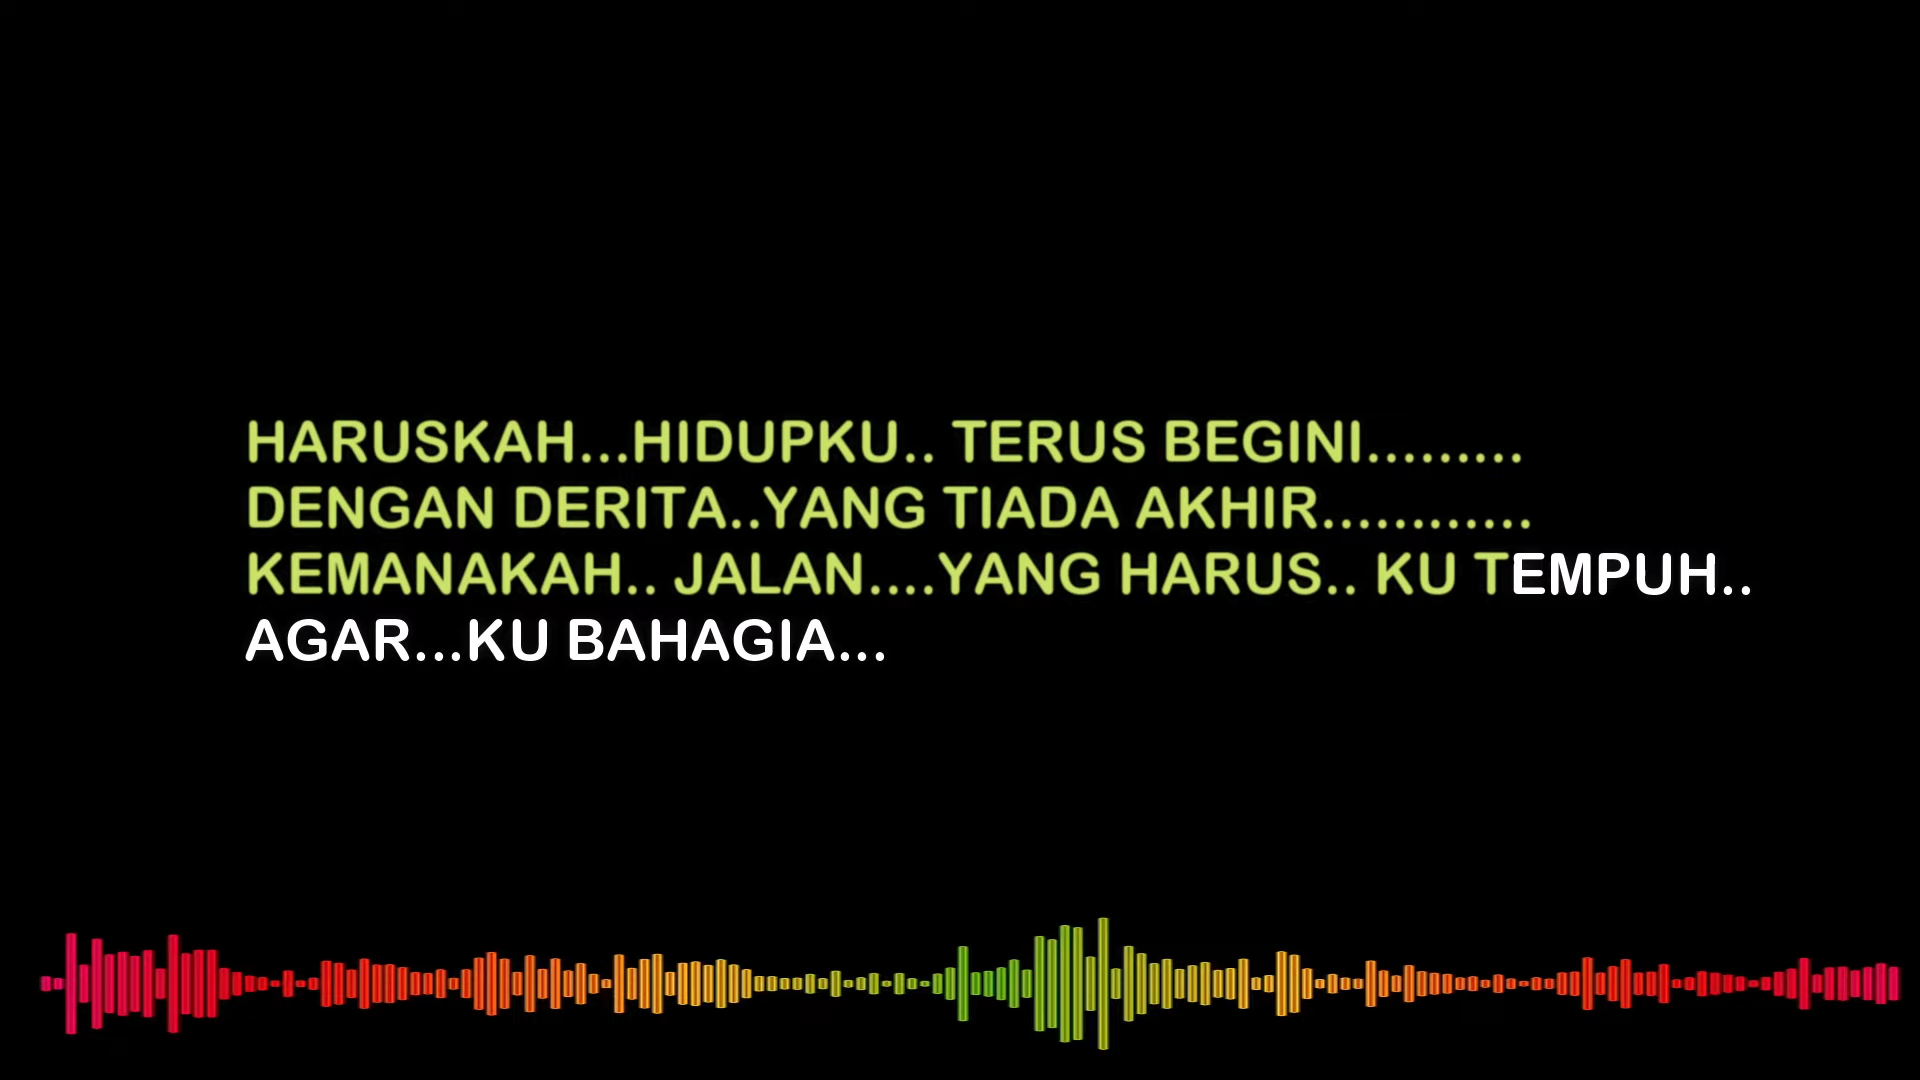 HARUSKAH...HIDUPKU.. TERUS BEGINI.........
DENGAN DERITA..YANG TIADA AKHIR............
KEMANAKAH.. JALAN....YANG HARUS.. KU TEMPUH..
AGAR...KU BAHAGIA...